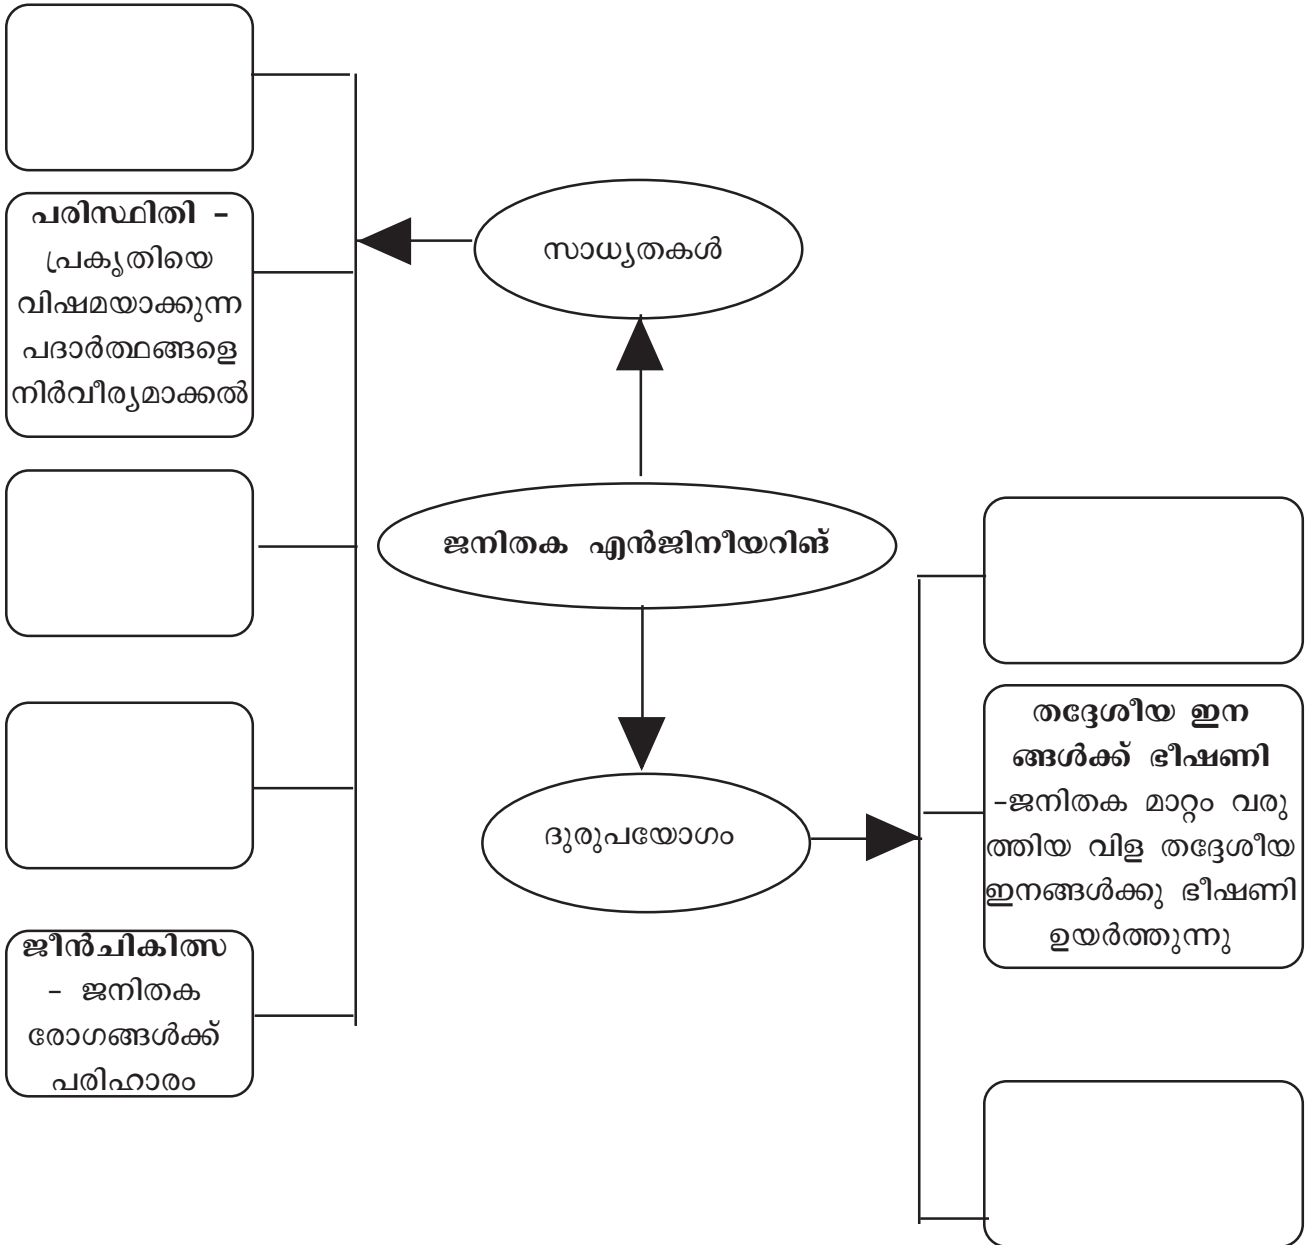 പരിസ്ഥിതി –
പ്രകൃതിയെ
വിഷമയാക്കുന്ന
പദാർത്ഥങ്ങളെ
നിർവീര്യമാക്കൽ
ജീൻചികിത്സ
– ജനിതക
രോഗങ്ങൾക്ക്
പരിഹാരം
സാധ്യതകൾ
ജനിതക എൻജിനീയറിങ്
ദുരുപയോഗം
തദ്ദേശീയ ഇന
ങ്ങൾക്ക് ഭീഷണി
–ജനിതക മാറ്റം വരു
ത്തിയ വിള തദ്ദേശീയ
ഇനങ്ങൾക്കു ഭീഷണി
ഉയർത്തുന്നു